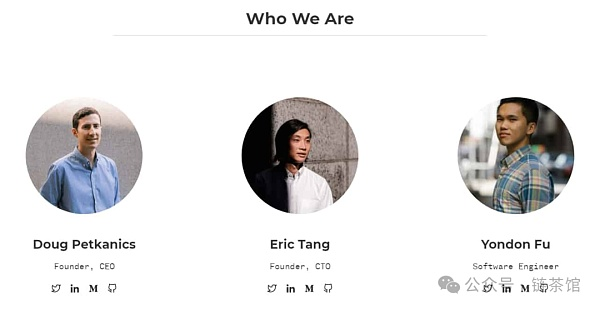 Who We Are
Doug Petkanics
Eric Tang
Yondon Fu
Founder, CEO
Founder, CTO
Software Engineer
公众号 · 链茶馆